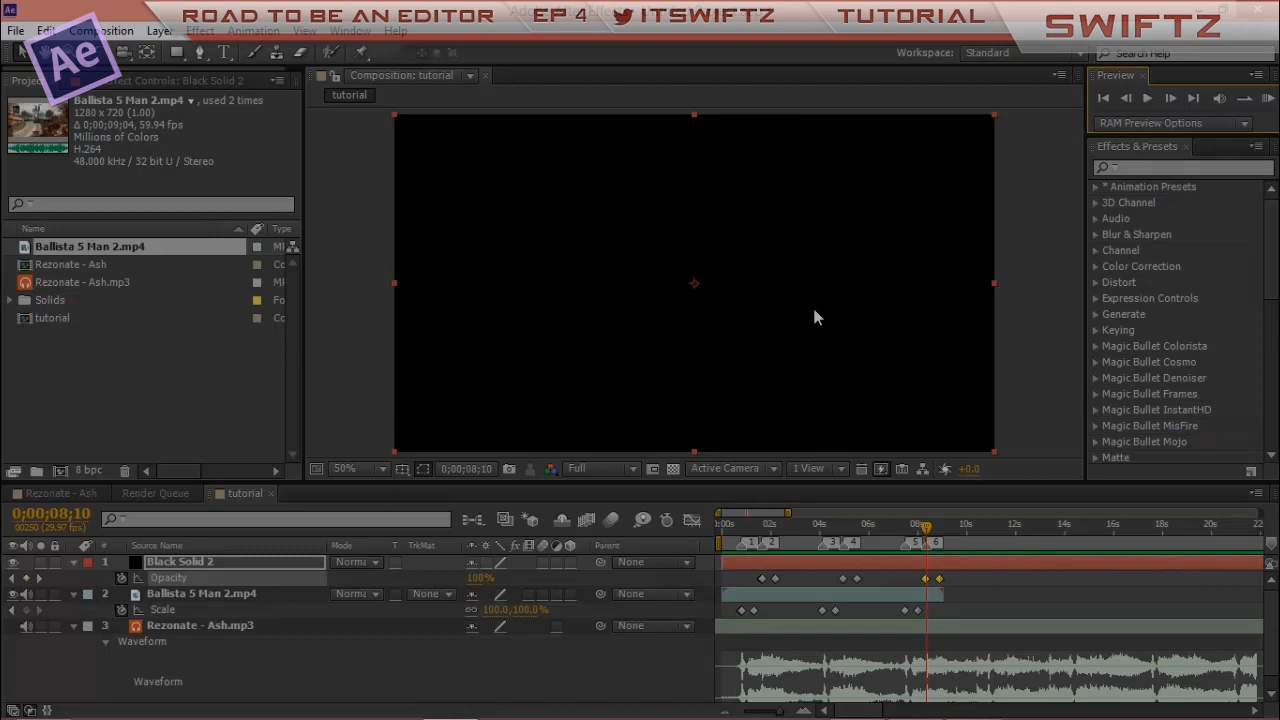 ROAD TO BE AN EDITOR EP 4 ITSWIFTZ TUTORIAL SWIFTZ
Ae
File Edit Composition Layer Effect Animation View Window Help
Workspace: Standard
Search Help
Effect Controls: Black Solid 2
Composition: tutorial
Preview
tutorial
Ballista 5 Man 2.mp4 ▼, used 2 times
1280 x 720 (1.00)
Δ 0;00;09;04, 59.94 fps
Millions of Colors
H.264
48.000 kHz / 32 bit U / Stereo
RAM Preview Options
Effects & Presets
* Animation Presets
3D Channel
Audio
Blur & Sharpen
Channel
Color Correction
Distort
Expression Controls
Generate
Keying
Magic Bullet Colorista
Magic Bullet Cosmo
Magic Bullet Denoiser
Magic Bullet Frames
Magic Bullet InstantHD
Magic Bullet MisFire
Magic Bullet Mojo
Matte
Name Type
Ballista 5 Man 2.mp4
Rezonate - Ash Co
Rezonate - Ash.mp3
Solids Fo
tutorial Co
8 bpc
50% 0;00;08;10 Full Active Camera 1 View +0.0
Rezonate - Ash Render Queue tutorial
0;00;08;10
00250 (29.97 fps)
:00s 02s 04s 06s 08s 10s 12s 14s 16s 18s 20s 22
1 2 3 4 5 6
# Source Name Mode T TrkMat Parent
1 Black Solid 2 Norma None
Opacity 100%
2 Ballista 5 Man 2.mp4 Norma None None
Scale 100.0,100.0%
3 Rezonate - Ash.mp3 None
Waveform
Waveform